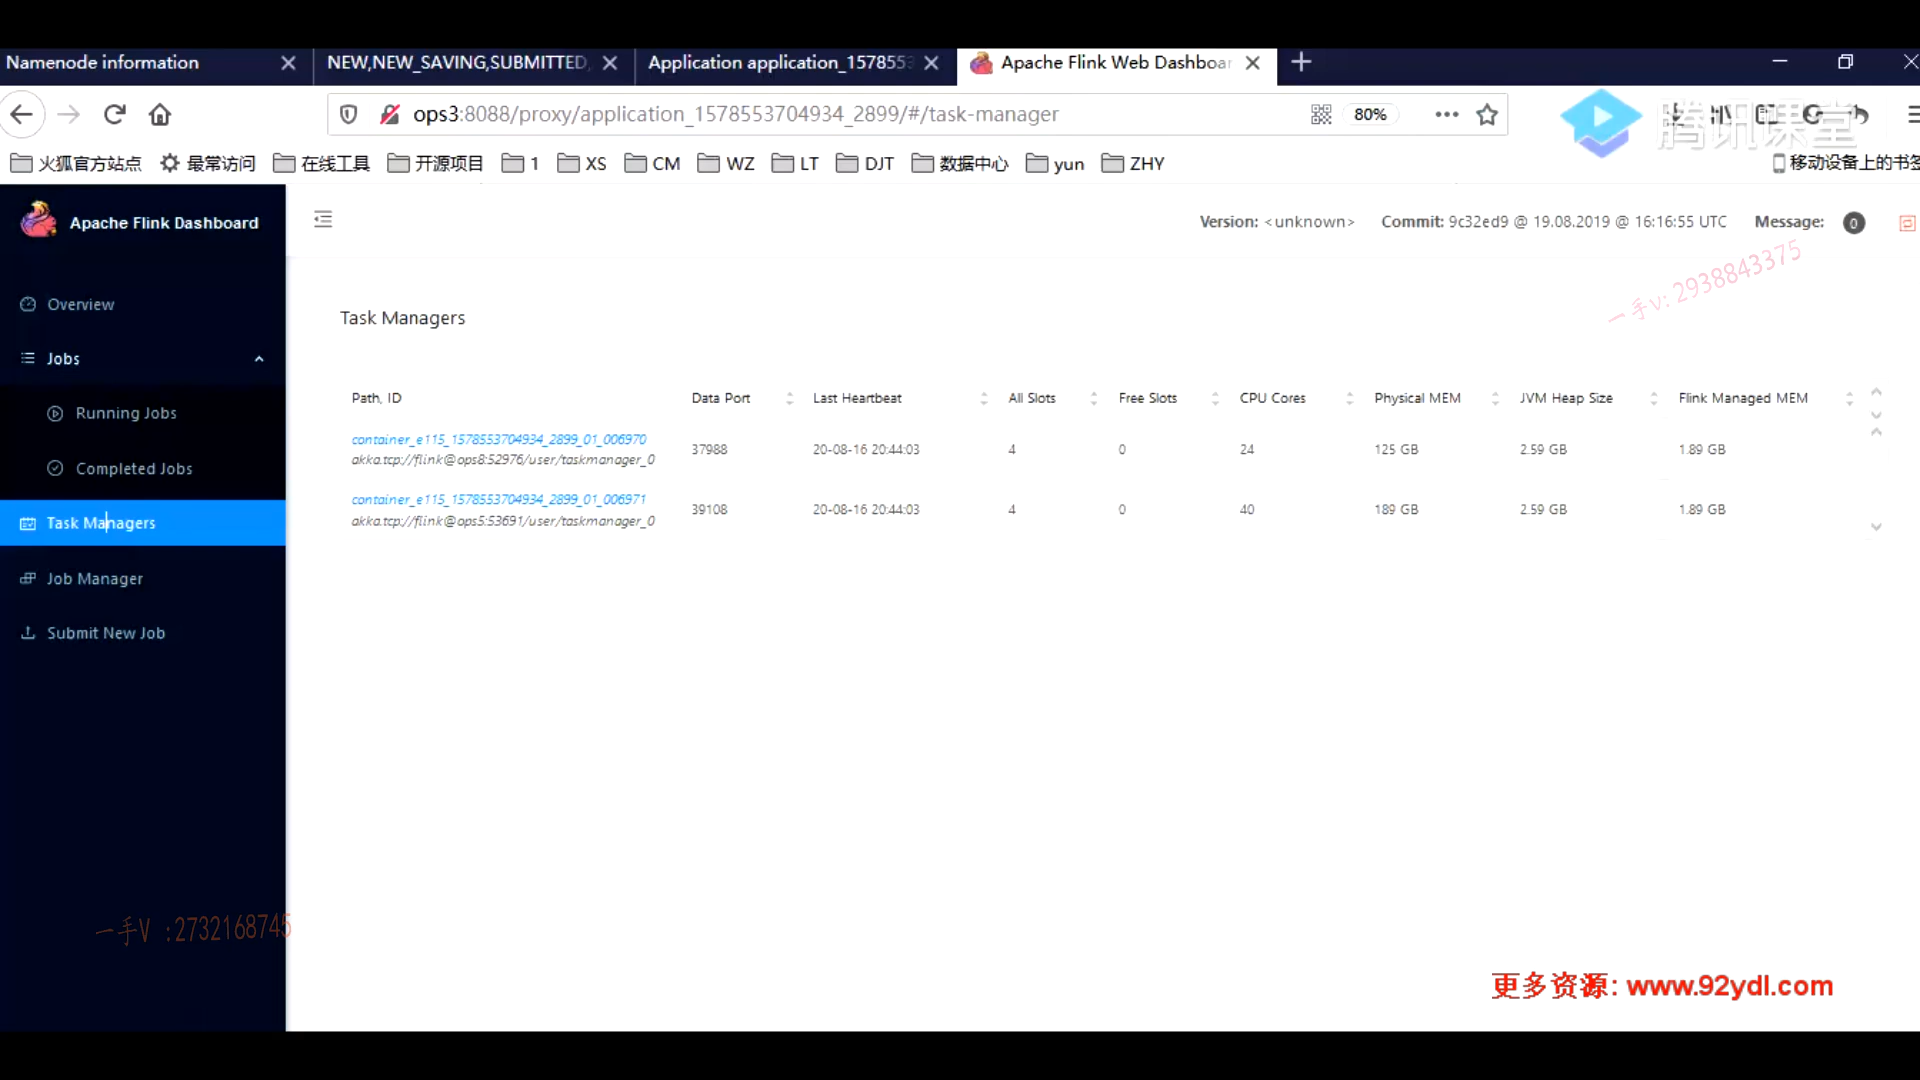 Namenode information
NEW,NEW_SAVING,SUBMITTED,
Application application_157855
Apache Flink Web Dashboar
ops3:8088/proxy/application_1578553704934_2899/#/task-manager
80%
腾讯课堂
火狐官方站点
最常访问
在线工具
开源项目
1
XS
CM
WZ
LT
DJT
数据中心
yun
ZHY
移动设备上的书签
Apache Flink Dashboard
Version: <unknown>
Commit: 9c32ed9 @ 19.08.2019 @ 16:16:55 UTC
Message: 0
一手V: 2938843375
Overview
Jobs
Running Jobs
Completed Jobs
Task Managers
Job Manager
Submit New Job
Task Managers
Path, ID Data Port Last Heartbeat All Slots Free Slots CPU Cores Physical MEM JVM Heap Size Flink Managed MEM
container_e115_1578553704934_2899_01_006970
akka.tcp://flink@ops8:52976/user/taskmanager_0
37988 20-08-16 20:44:03 4 0 24 125 GB 2.59 GB 1.89 GB
container_e115_1578553704934_2899_01_006971
akka.tcp://flink@ops5:53691/user/taskmanager_0
39108 20-08-16 20:44:03 4 0 40 189 GB 2.59 GB 1.89 GB
一手V :2732168745
更多资源: www.92ydl.com